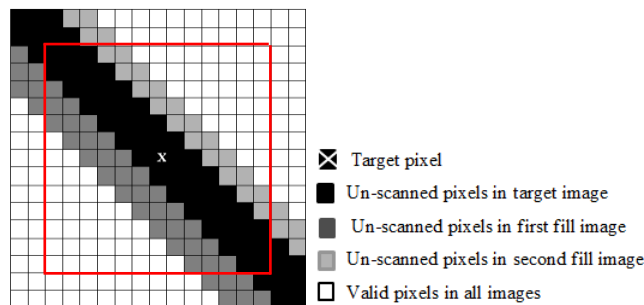 x
Target pixel
Un-scanned pixels in target image
Un-scanned pixels in first fill image
Un-scanned pixels in second fill image
Valid pixels in all images